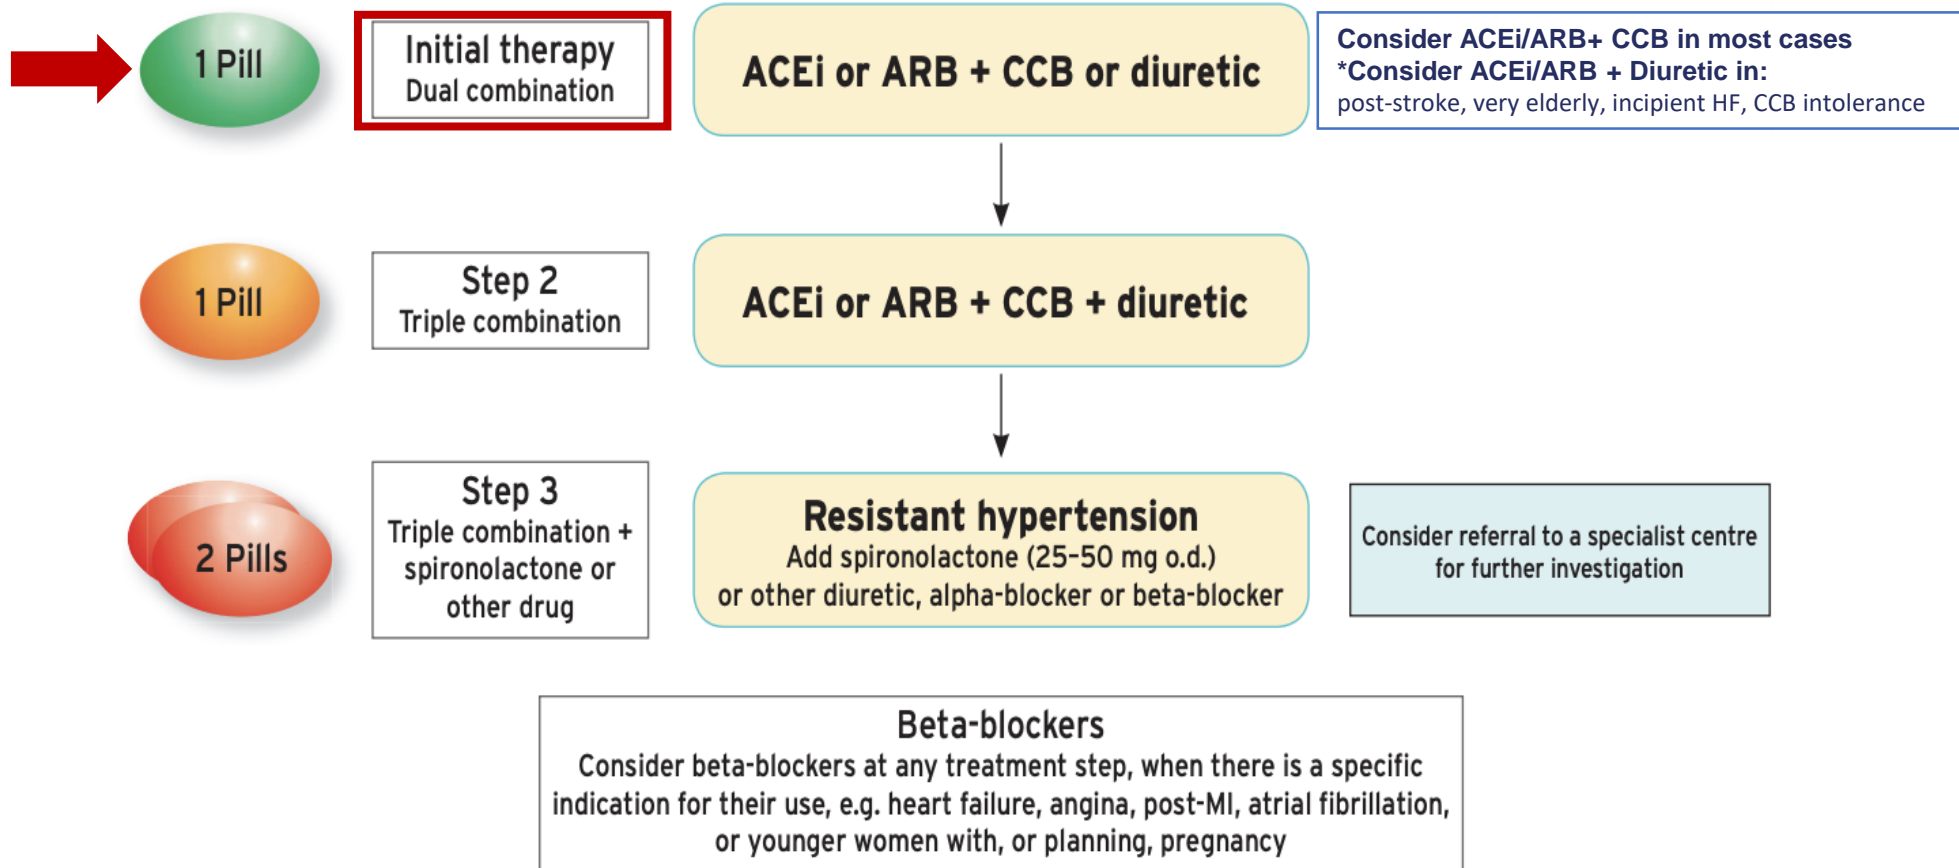 1 Pill
Initial therapy
Dual combination
ACEi or ARB + CCB or diuretic
Consider ACEi/ARB+ CCB in most cases
*Consider ACEi/ARB + Diuretic in:
post-stroke, very elderly, incipient HF, CCB intolerance
1 Pill
Step 2
Triple combination
ACEi or ARB + CCB + diuretic
2 Pills
Step 3
Triple combination +
spironolactone or
other drug
Resistant hypertension
Add spironolactone (25–50 mg o.d.)
or other diuretic, alpha-blocker or beta-blocker
Consider referral to a specialist centre
for further investigation
Beta-blockers
Consider beta-blockers at any treatment step, when there is a specific
indication for their use, e.g. heart failure, angina, post-MI, atrial fibrillation,
or younger women with, or planning, pregnancy